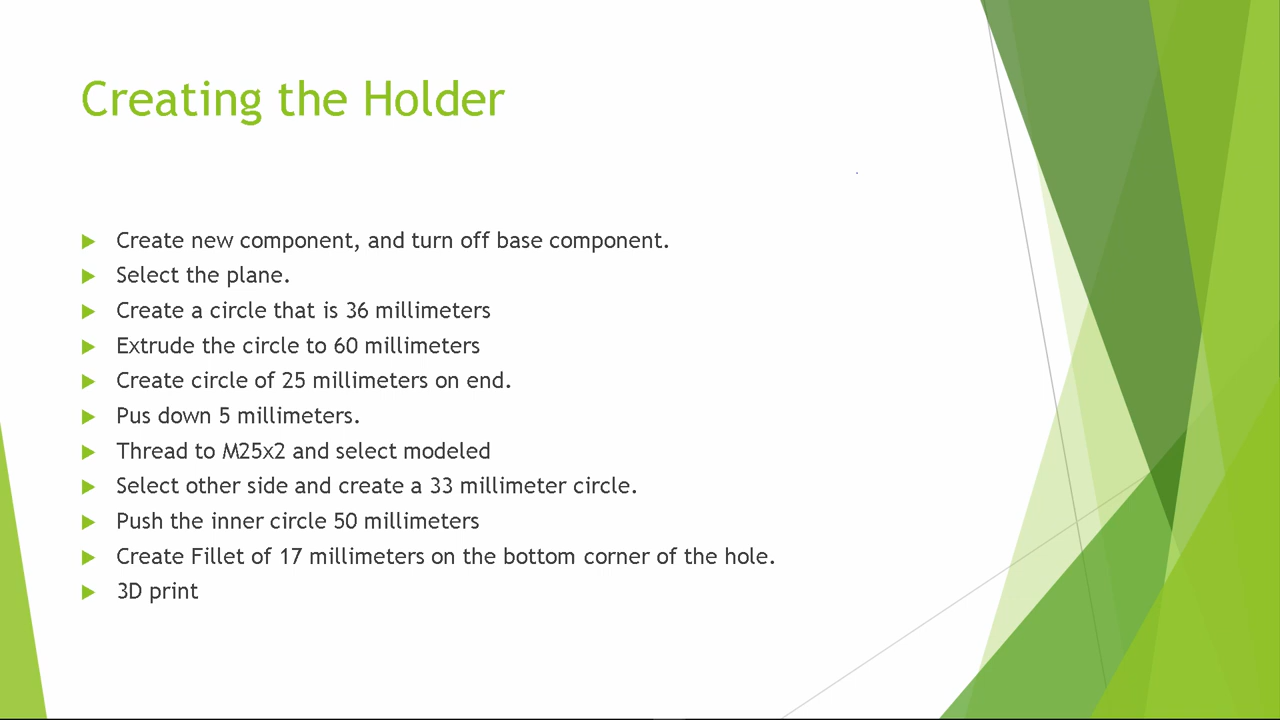 Creating the Holder
Create new component, and turn off base component.
Select the plane.
Create a circle that is 36 millimeters
Extrude the circle to 60 millimeters
Create circle of 25 millimeters on end.
Pus down 5 millimeters.
Thread to M25x2 and select modeled
Select other side and create a 33 millimeter circle.
Push the inner circle 50 millimeters
Create Fillet of 17 millimeters on the bottom corner of the hole.
3D print